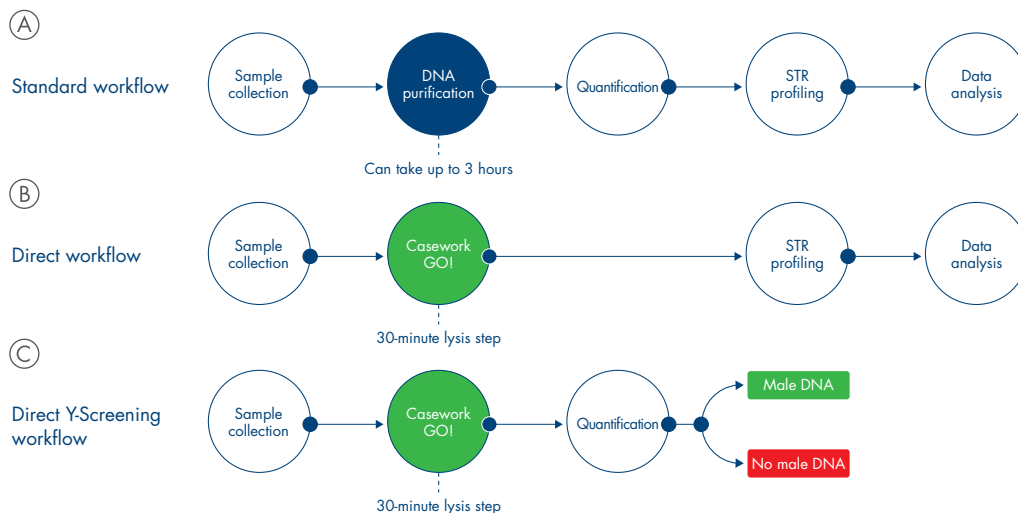 A
Standard workflow
Sample
collection
DNA
purification
Quantification
STR
profiling
Data
analysis
Can take up to 3 hours
B
Direct workflow
Sample
collection
Casework
GO!
STR
profiling
Data
analysis
30-minute lysis step
C
Direct Y-Screening
workflow
Sample
collection
Casework
GO!
Quantification
Male DNA
No male DNA
30-minute lysis step